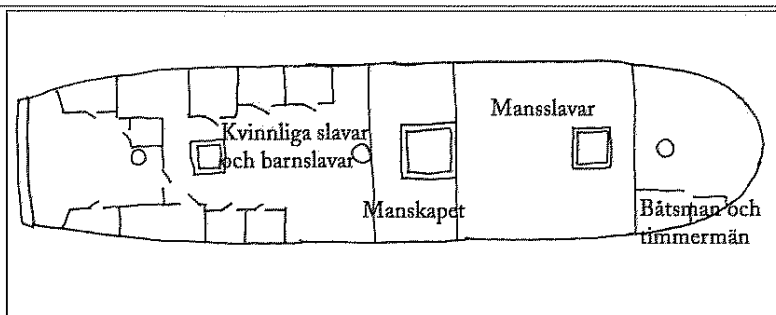 Kvinnliga slavar
och barnslavar
Manskapet
Mansslavar
Båtsman och
timmermän